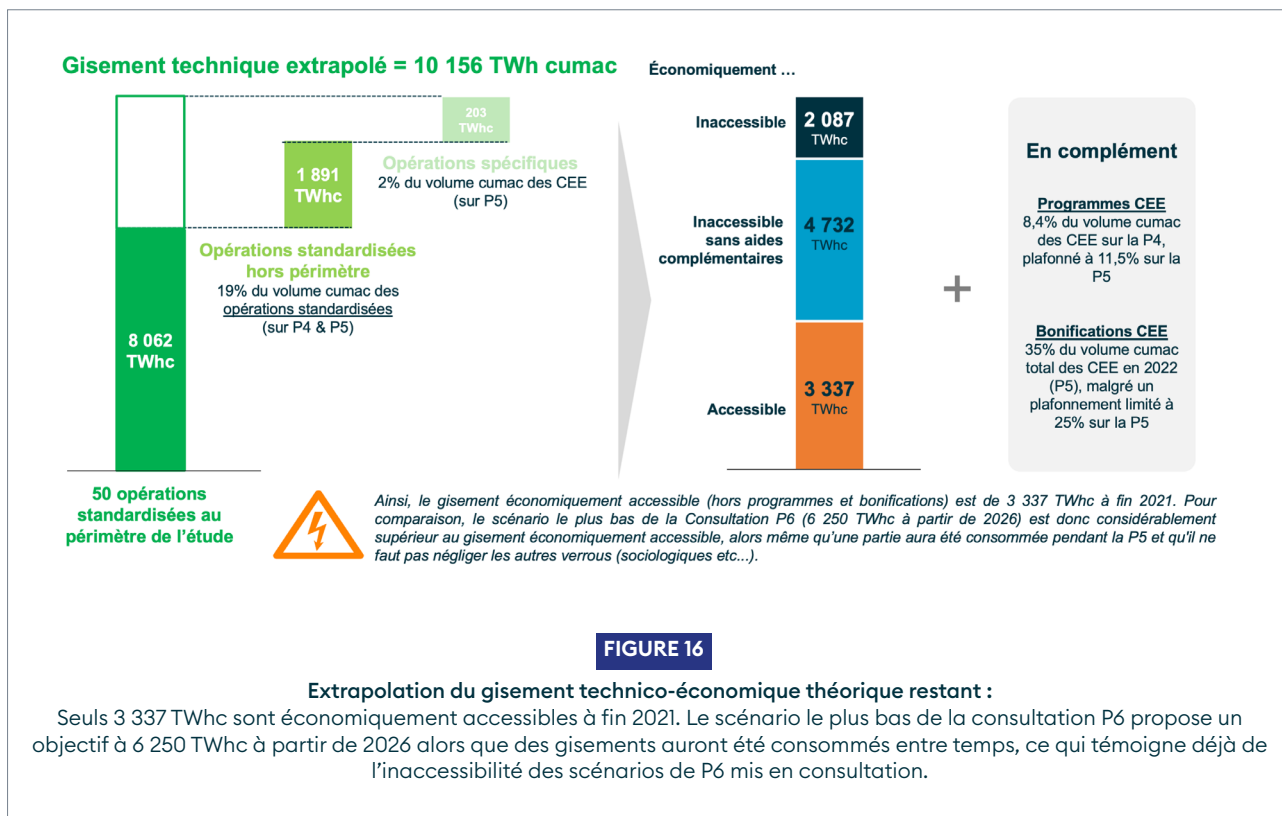 Gisement technique extrapolé = 10 156 TWh cumac
203
TWhc
Opérations spécifiques
2% du volume cumac des CEE
(sur P5)
1 891
TWhc
Opérations standardisées
hors périmètre
19% du volume cumac des
opérations standardisées
(sur P4 & P5)
8 062
TWhc
50 opérations
standardisées au
périmètre de l’étude
Économiquement ...
Inaccessible
2 087
TWhc
Inaccessible
sans aides
complémentaires
4 732
TWhc
Accessible
3 337
TWhc
+
En complément
Programmes CEE
8,4% du volume cumac
des CEE sur la P4,
plafonné à 11,5% sur la
P5
Bonifications CEE
35% du volume cumac
total des CEE en 2022
(P5), malgré un
plafonnement limité à
25% sur la P5
Ainsi, le gisement économiquement accessible (hors programmes et bonifications) est de 3 337 TWhc à fin 2021. Pour
comparaison, le scénario le plus bas de la Consultation P6 (6 250 TWhc à partir de 2026) est donc considérablement
supérieur au gisement économiquement accessible, alors même qu’une partie aura été consommée pendant la P5 et qu'il ne
faut pas négliger les autres verrous (sociologiques etc...).
FIGURE 16
Extrapolation du gisement technico-économique théorique restant :
Seuls 3 337 TWhc sont économiquement accessibles à fin 2021. Le scénario le plus bas de la consultation P6 propose un
objectif à 6 250 TWhc à partir de 2026 alors que des gisements auront été consommés entre temps, ce qui témoigne déjà de
l’inaccessibilité des scénarios de P6 mis en consultation.